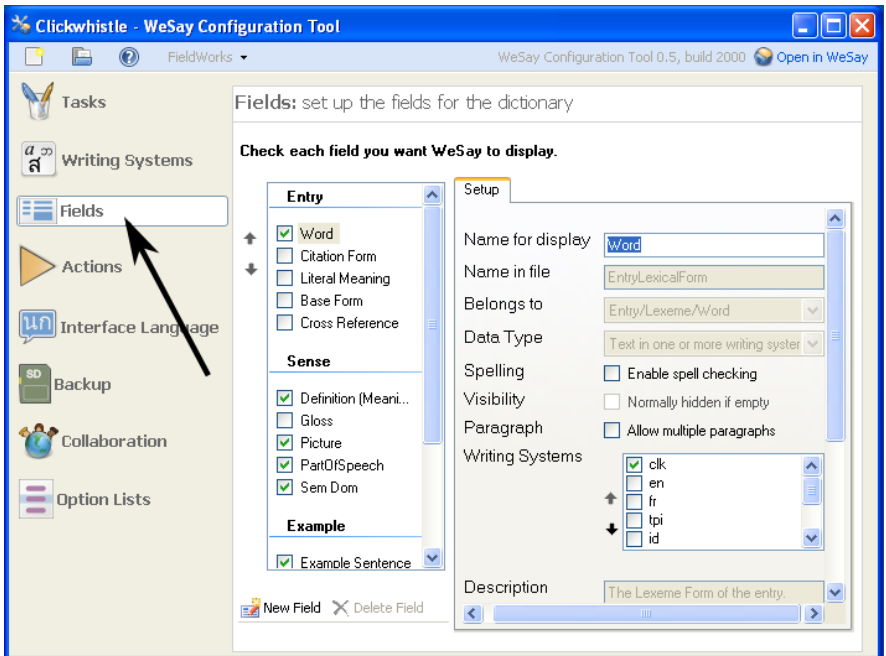 Clickwhistle - WeSay Configuration Tool
FieldWorks WeSay Configuration Tool 0.5, build 2000 Open in WeSay
Tasks
Writing Systems
Fields
Actions
Interface Language
SD
Backup
Collaboration
Option Lists
Fields: set up the fields for the dictionary
Check each field you want WeSay to display.
Entry
Word
Citation Form
Literal Meaning
Base Form
Cross Reference
Sense
Definition (Meani...
Gloss
Picture
PartOfSpeech
Sem Dom
Example
Example Sentence
New Field Delete Field
Setup
Name for display Word
Name in file EntryLexicalForm
Belongs to Entry/Lexeme/Word
Data Type Text in one or more writing system
Spelling Enable spell checking
Visibility Normally hidden if empty
Paragraph Allow multiple paragraphs
Writing Systems
clk
en
fr
tpi
id
Description The Lexeme Form of the entry.